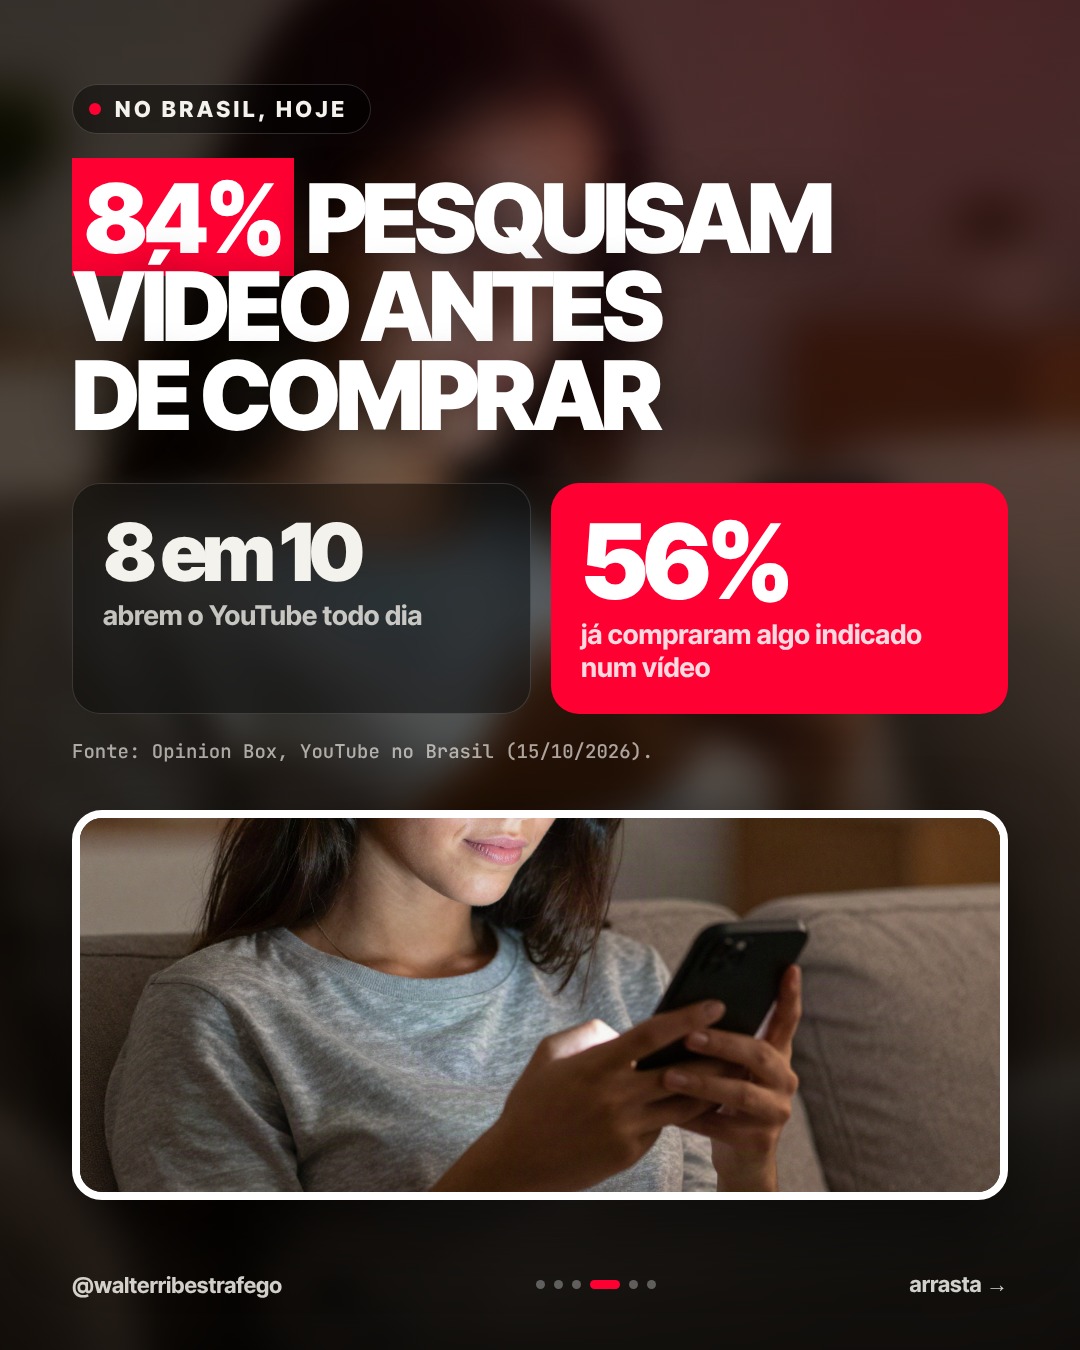 NO BRASIL, HOJE
84% PESQUISAM
VÍDEO ANTES
DE COMPRAR
8 em 10
abrem o YouTube todo dia
56%
já compraram algo indicado
num vídeo
Fonte: Opinion Box, YouTube no Brasil (15/10/2026).
@walterribestrafego
arrasta →